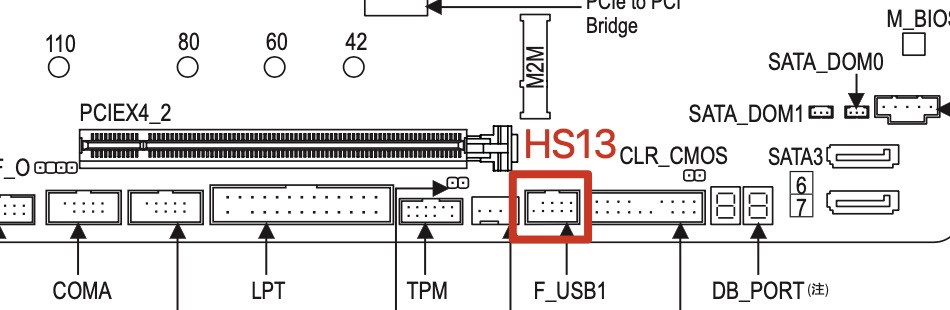 PCIe to PCI
Bridge
M_BIOS
110
80
60
42
M2M
SATA_DOM0
PCIEX4_2
SATA_DOM1
HS13
CLR_CMOS
SATA3
F_O
6
7
COMA
LPT
TPM
F_USB1
DB_PORT(注)